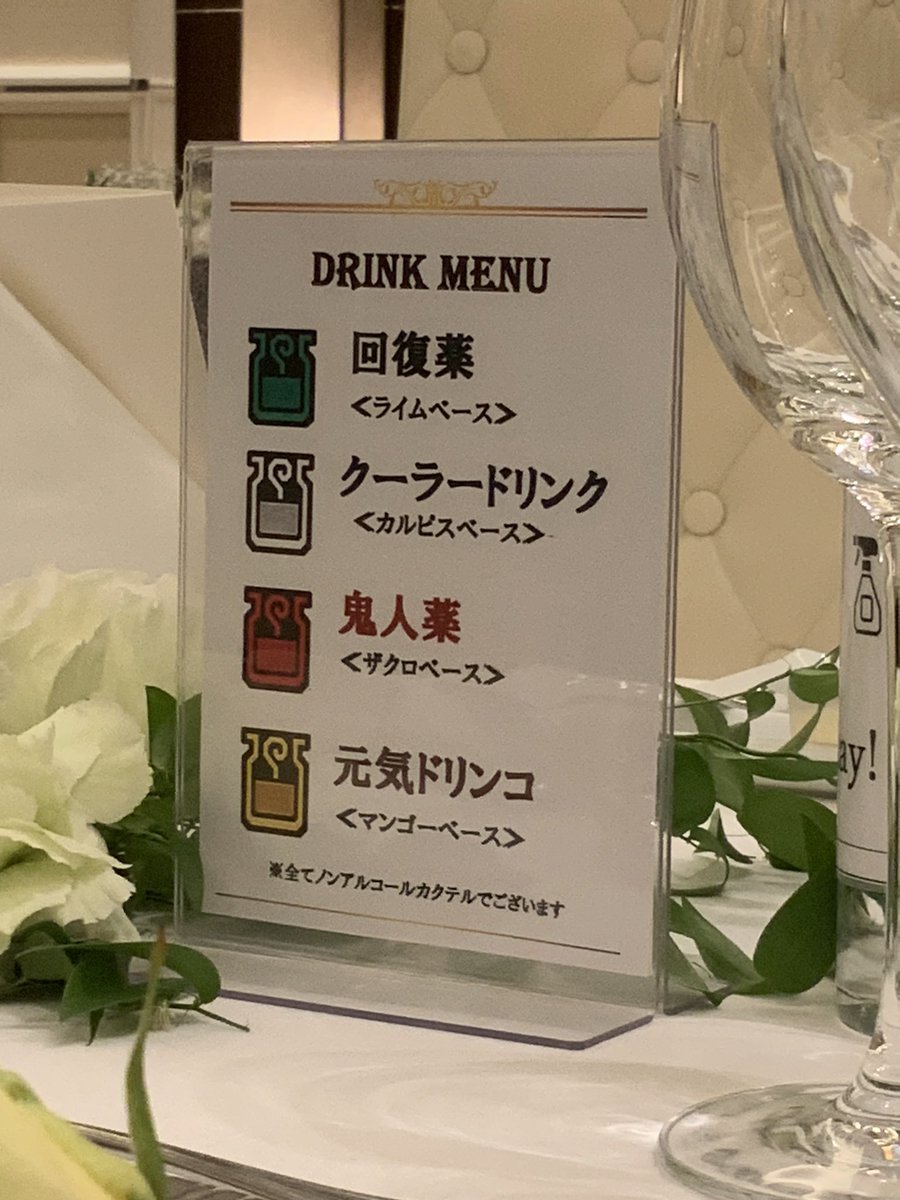 DRINK MENU
回復薬
≪ライムベース≫
クーラードリンク
≪カルピスベース≫
鬼人薬
≪ザクロベース≫
元気ドリンコ
≪マンゴーベース≫
※全てノンアルコールカクテルでございます
ay!